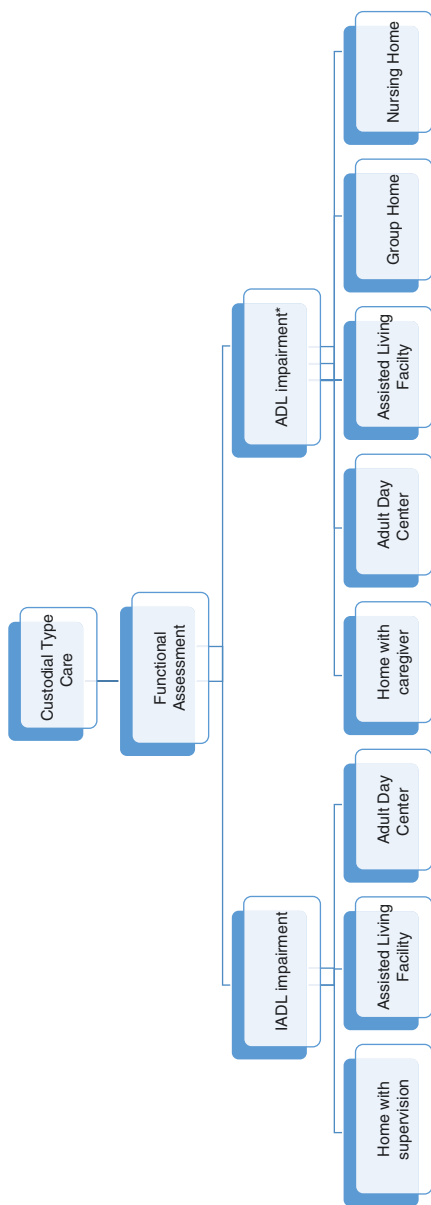 Custodial Type
Care
Functional
Assessment
IADL impairment
ADL impairment*
Home with
supervision
Assisted Living
Facility
Adult Day
Center
Home with
caregiver
Adult Day
Center
Assisted Living
Facilty
Group Home
Nursing Home